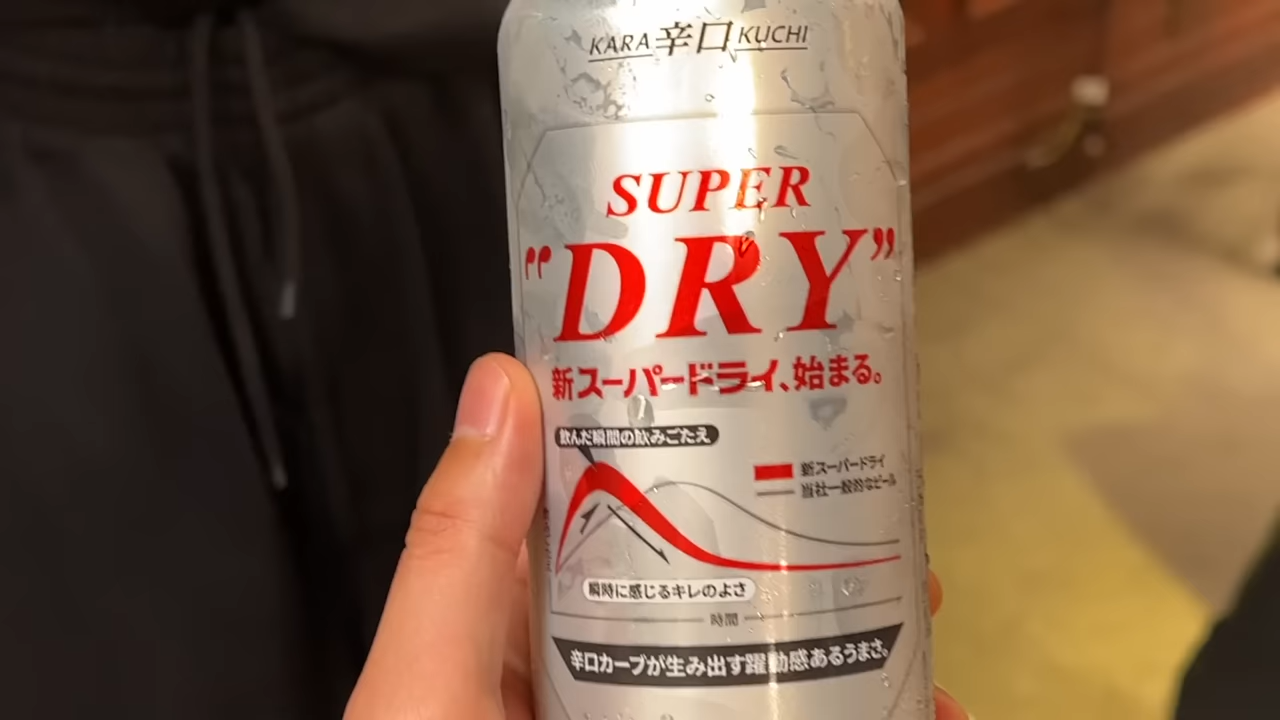 KARA 辛口 KUCHI
SUPER
“DRY”
新スーパードライ、始まる。
飲んだ瞬間の飲みごたえ
新スーパードライ
当社一般的なビール
瞬時に感じるキレのよさ
時間
辛口カーブが生み出す躍動感あるうまさ。